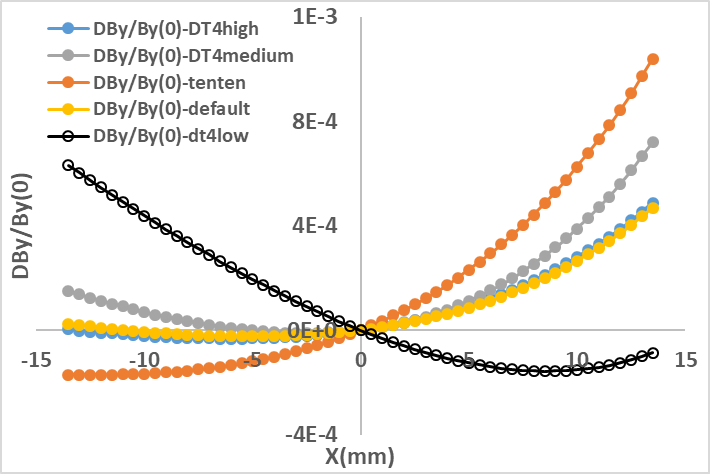 1E-3
DBy/By(0)-DT4high
DBy/By(0)-DT4medium
DBy/By(0)-tenten
8E-4
DBy/By(0)-default
DBy/By(0)-dt4low
DBy/By(0)
4E-4
0E+0
-15 -10 -5 0 5 10 15
-4E-4
X(mm)